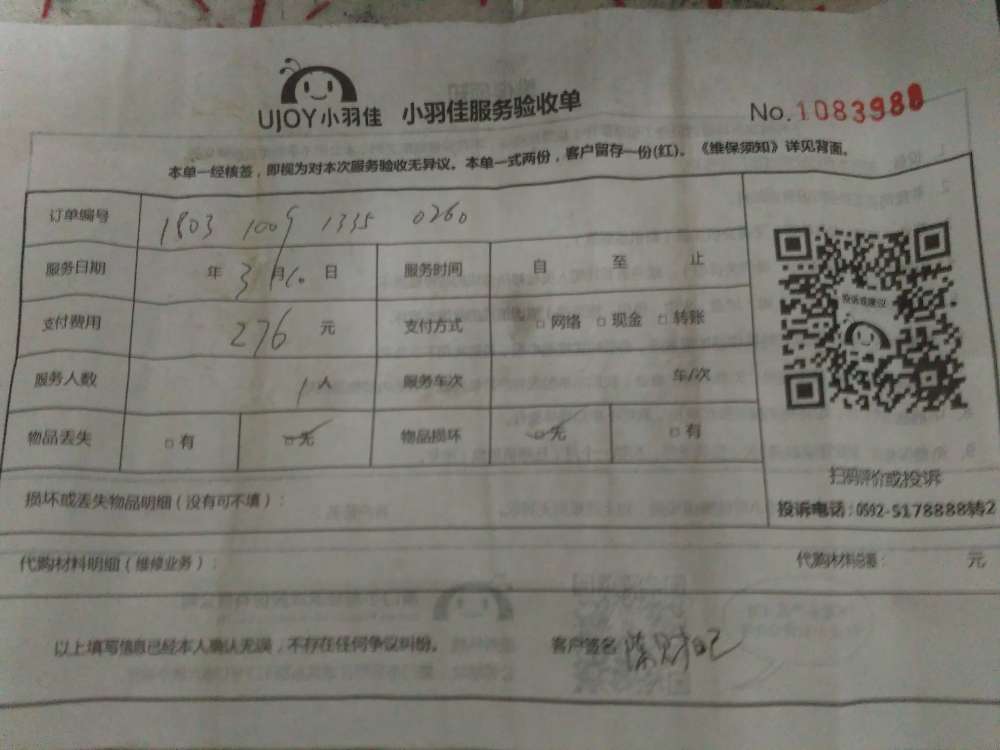 UJOY小羽佳 小羽佳服务验收单 No.1083988
本单一经核签，即视为对本次服务验收无异议。本单一式两份，客户留存一份(红)。《维保须知》详见背面。
订单编号 1803 1009 1335 0260
服务日期 年 3 月 10 日 服务时间 自 至 止
支付费用 276 元 支付方式 □网络 □现金 □转账
服务人数 1人 服务车次 车/次
物品丢失 □有 □无 物品损坏 □无 □有
投诉或建议
扫码评价或投诉
损坏或丢失物品明细（没有可不填）：
投诉电话：0592-5178888转2
代购材料明细（维修业务）： 代购材料总额： 元
以上填写信息已经本人确认无误，不存在任何争议纠纷。 客户签名